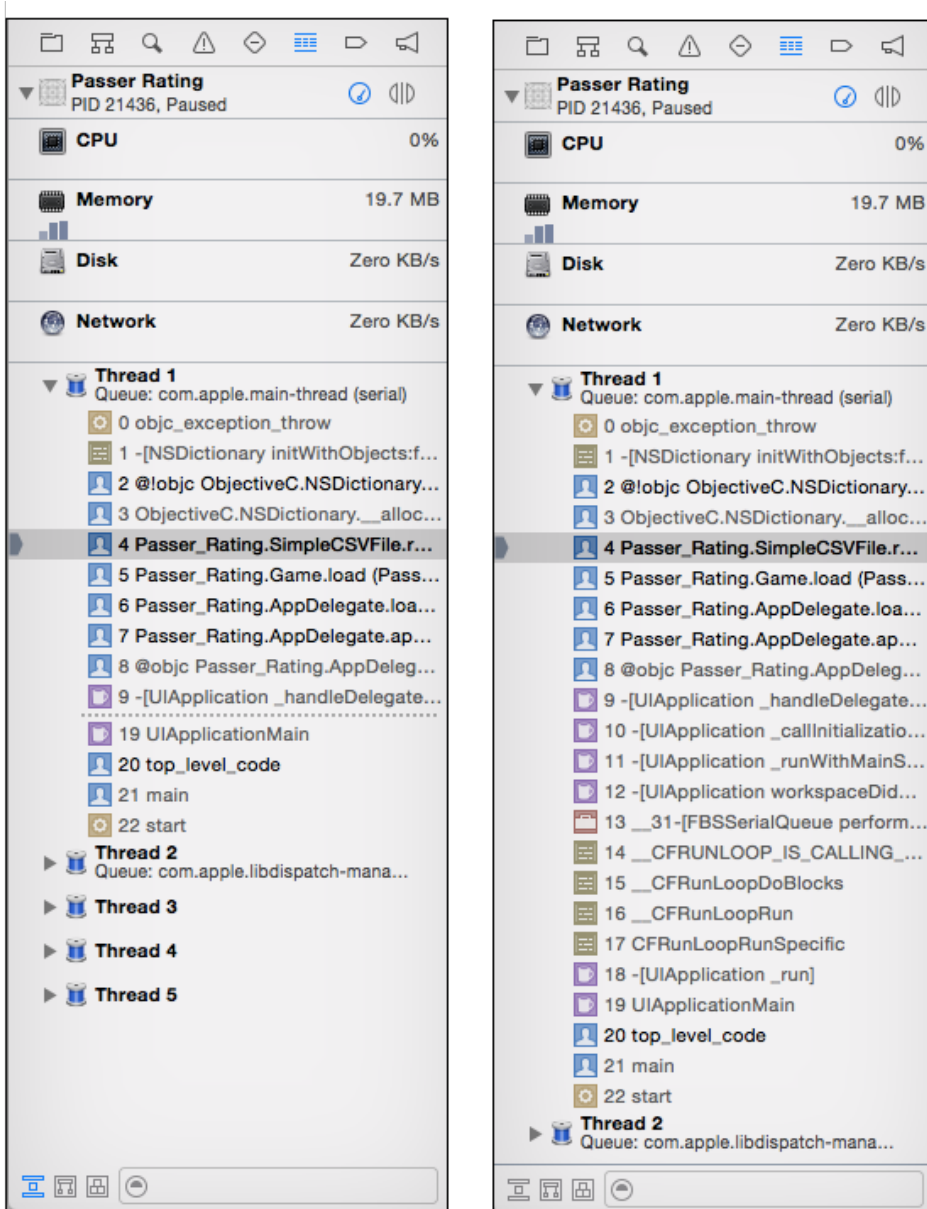 Passer Rating
PID 21436, Paused
CPU 0%
Memory 19.7 MB
Disk Zero KB/s
Network Zero KB/s
Thread 1
Queue: com.apple.main-thread (serial)
0 objc_exception_throw
1 -[NSDictionary initWithObjects:f...
2 @!objc ObjectiveC.NSDictionary...
3 ObjectiveC.NSDictionary.__alloc...
4 Passer_Rating.SimpleCSVFile.r...
5 Passer_Rating.Game.load (Pass...
6 Passer_Rating.AppDelegate.loa...
7 Passer_Rating.AppDelegate.ap...
8 @objc Passer_Rating.AppDeleg...
9 -[UIApplication _handleDelegate...
19 UIApplicationMain
20 top_level_code
21 main
22 start
Thread 2
Queue: com.apple.libdispatch-mana...
Thread 3
Thread 4
Thread 5
Passer Rating
PID 21436, Paused
CPU 0%
Memory 19.7 MB
Disk Zero KB/s
Network Zero KB/s
Thread 1
Queue: com.apple.main-thread (serial)
0 objc_exception_throw
1 -[NSDictionary initWithObjects:f...
2 @!objc ObjectiveC.NSDictionary...
3 ObjectiveC.NSDictionary.__alloc...
4 Passer_Rating.SimpleCSVFile.r...
5 Passer_Rating.Game.load (Pass...
6 Passer_Rating.AppDelegate.loa...
7 Passer_Rating.AppDelegate.ap...
8 @objc Passer_Rating.AppDeleg...
9 -[UIApplication _handleDelegate...
10 -[UIApplication _callInitializatio...
11 -[UIApplication _runWithMainS...
12 -[UIApplication workspaceDid...
13 __31-[FBSSerialQueue perform...
14 __CFRUNLOOP_IS_CALLING_...
15 __CFRunLoopDoBlocks
16 __CFRunLoopRun
17 CFRunLoopRunSpecific
18 -[UIApplication _run]
19 UIApplicationMain
20 top_level_code
21 main
22 start
Thread 2
Queue: com.apple.libdispatch-mana...